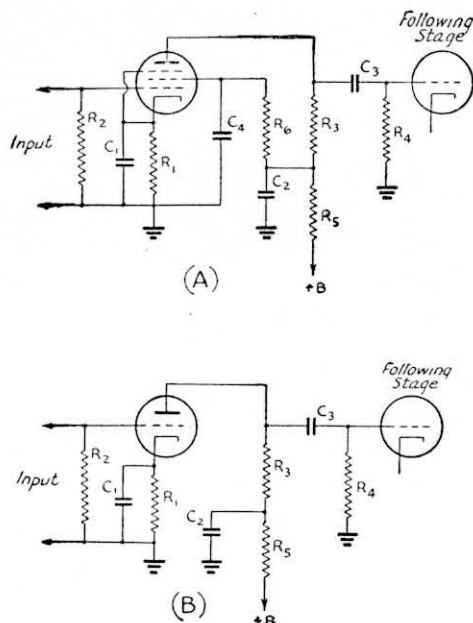 Following
Stage
C3
R2
C4
R6
R3
Input
C1
R1
R4
C2
R5
(A)
+B
Following
Stage
C3
R2
R3
Input
C1
R1
R4
C2
R5
(B)
+B